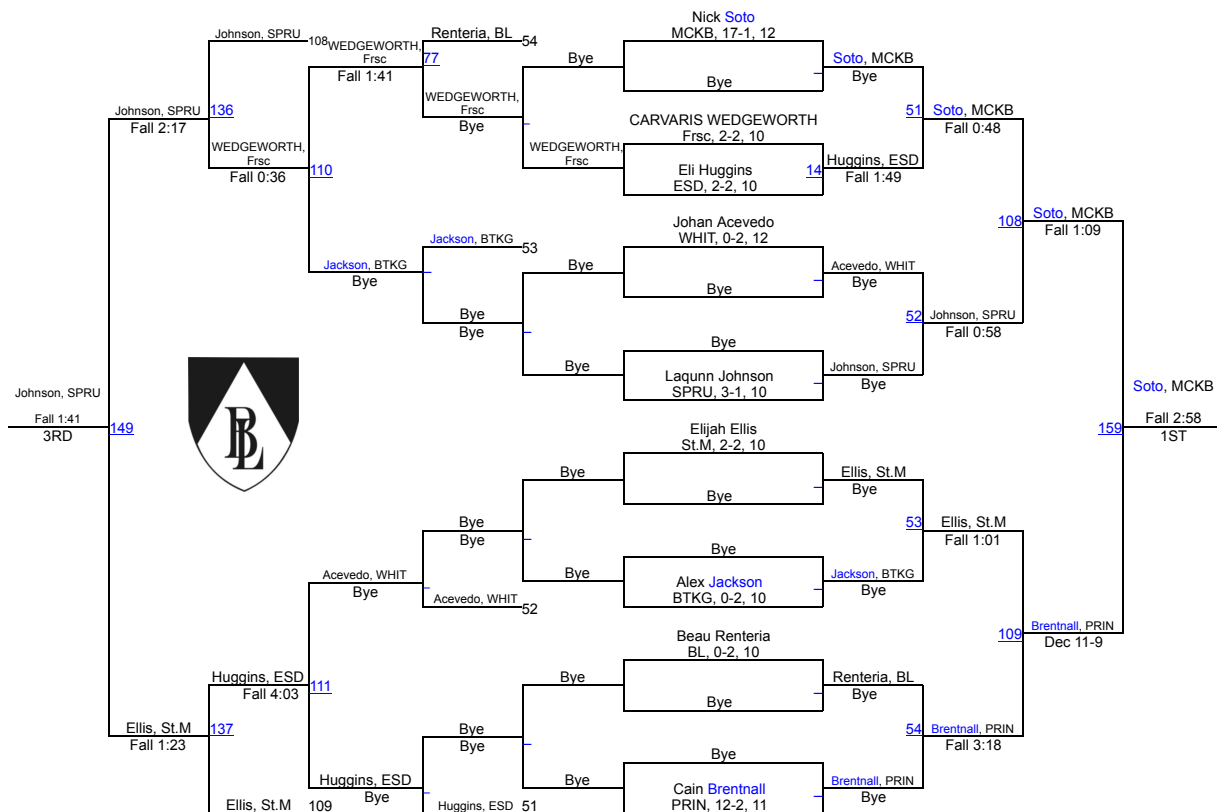 Nick Soto
MCKB, 17-1, 12
Johnson, SPRU
108
WEDGEWORTH,
Frsc
Fall 1:41
Renteria, BL
54
77
Bye
Bye
Soto, MCKB
Bye
WEDGEWORTH,
Frsc
Bye
Johnson, SPRU
Fall 2:17
136
51
Soto, MCKB
Fall 0:48
CARVARIS WEDGEWORTH
Frsc, 2-2, 10
WEDGEWORTH,
Frsc
Fall 0:36
110
WEDGEWORTH,
Frsc
Eli Huggins
ESD, 2-2, 10
14
Huggins, ESD
Fall 1:49
Johan Acevedo
WHIT, 0-2, 12
108
Soto, MCKB
Fall 1:09
Jackson, BTKG
53
Jackson, BTKG
Bye
Bye
Bye
Acevedo, WHIT
Bye
Bye
Bye
52
Johnson, SPRU
Fall 0:58
Bye
Bye
Laqunn Johnson
SPRU, 3-1, 10
Johnson, SPRU
Bye
Johnson, SPRU
Fall 1:41
3RD
149
BL
Soto, MCKB
Fall 2:58
1ST
159
Elijah Ellis
St.M, 2-2, 10
Bye
Bye
Ellis, St.M
Bye
Bye
Bye
53
Ellis, St.M
Fall 1:01
Bye
Acevedo, WHIT
Bye
Bye
Alex Jackson
BTKG, 0-2, 10
Jackson, BTKG
Bye
Acevedo, WHIT
52
109
Brentnall, PRIN
Dec 11-9
Beau Renteria
BL, 0-2, 10
Huggins, ESD
Fall 4:03
111
Bye
Bye
Renteria, BL
Bye
Ellis, St.M
Fall 1:23
137
Bye
Bye
54
Brentnall, PRIN
Fall 3:18
Bye
Huggins, ESD
Bye
Bye
Cain Brentnall
PRIN, 12-2, 11
Brentnall, PRIN
Bye
Ellis, St.M
109
Huggins, ESD
51